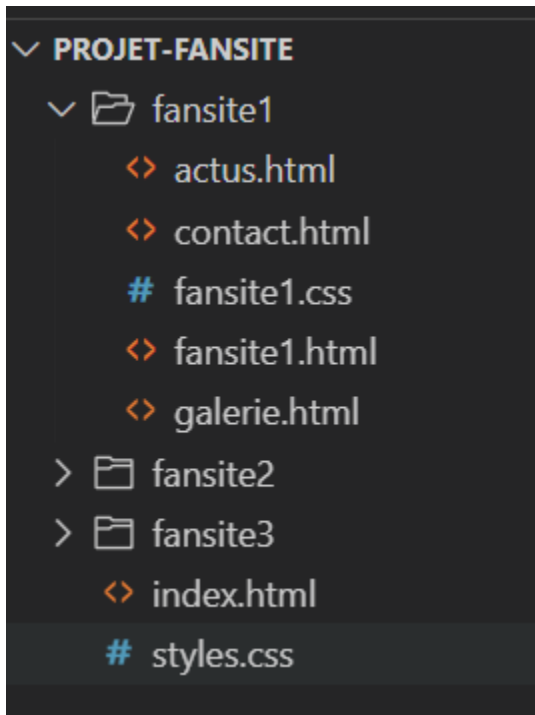 PROJET-FANSITE
fansite1
<> actus.html
<> contact.html
# fansite1.css
<> fansite1.html
<> galerie.html
fansite2
fansite3
<> index.html
# styles.css